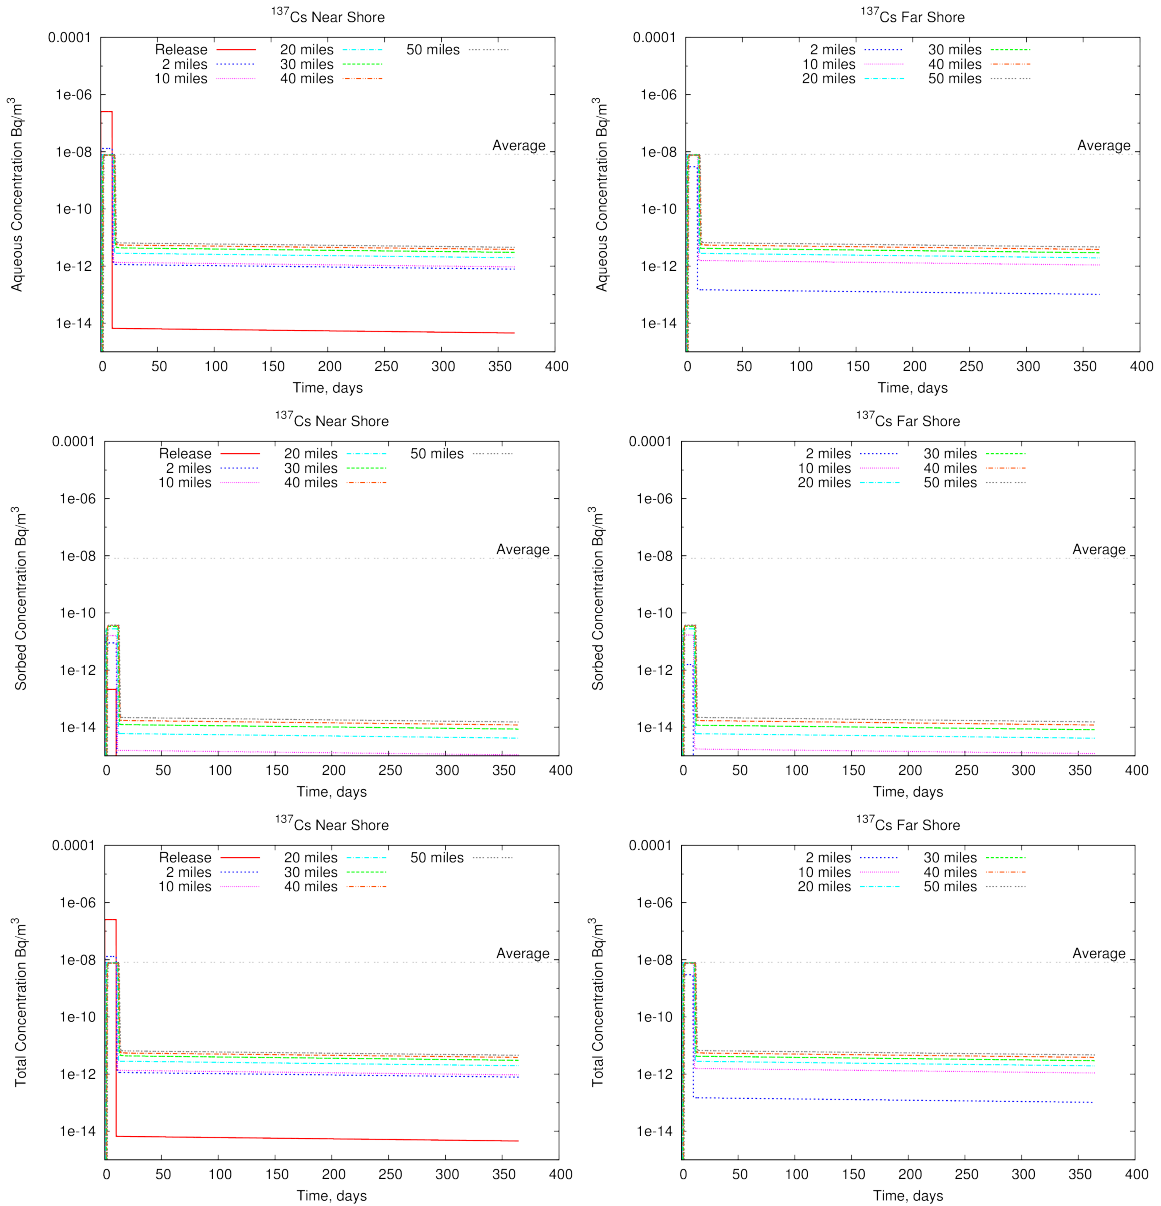 137Cs Near Shore
0.0001
1e-06
1e-08
1e-10
1e-12
1e-14
Aqueous Concentration Bq/m3
Release
2 miles
10 miles
20 miles
30 miles
40 miles
50 miles
Average
0 50 100 150 200 250 300 350 400
Time, days
137Cs Far Shore
0.0001
1e-06
1e-08
1e-10
1e-12
1e-14
Aqueous Concentration Bq/m3
2 miles
10 miles
20 miles
30 miles
40 miles
50 miles
Average
0 50 100 150 200 250 300 350 400
Time, days
137Cs Near Shore
0.0001
1e-06
1e-08
1e-10
1e-12
1e-14
Sorbed Concentration Bq/m3
Release
2 miles
10 miles
20 miles
30 miles
40 miles
50 miles
Average
0 50 100 150 200 250 300 350 400
Time, days
137Cs Far Shore
0.0001
1e-06
1e-08
1e-10
1e-12
1e-14
Sorbed Concentration Bq/m3
2 miles
10 miles
20 miles
30 miles
40 miles
50 miles
Average
0 50 100 150 200 250 300 350 400
Time, days
137Cs Near Shore
0.0001
1e-06
1e-08
1e-10
1e-12
1e-14
Total Concentration Bq/m3
Release
2 miles
10 miles
20 miles
30 miles
40 miles
50 miles
Average
0 50 100 150 200 250 300 350 400
Time, days
137Cs Far Shore
0.0001
1e-06
1e-08
1e-10
1e-12
1e-14
Total Concentration Bq/m3
2 miles
10 miles
20 miles
30 miles
40 miles
50 miles
Average
0 50 100 150 200 250 300 350 400
Time, days